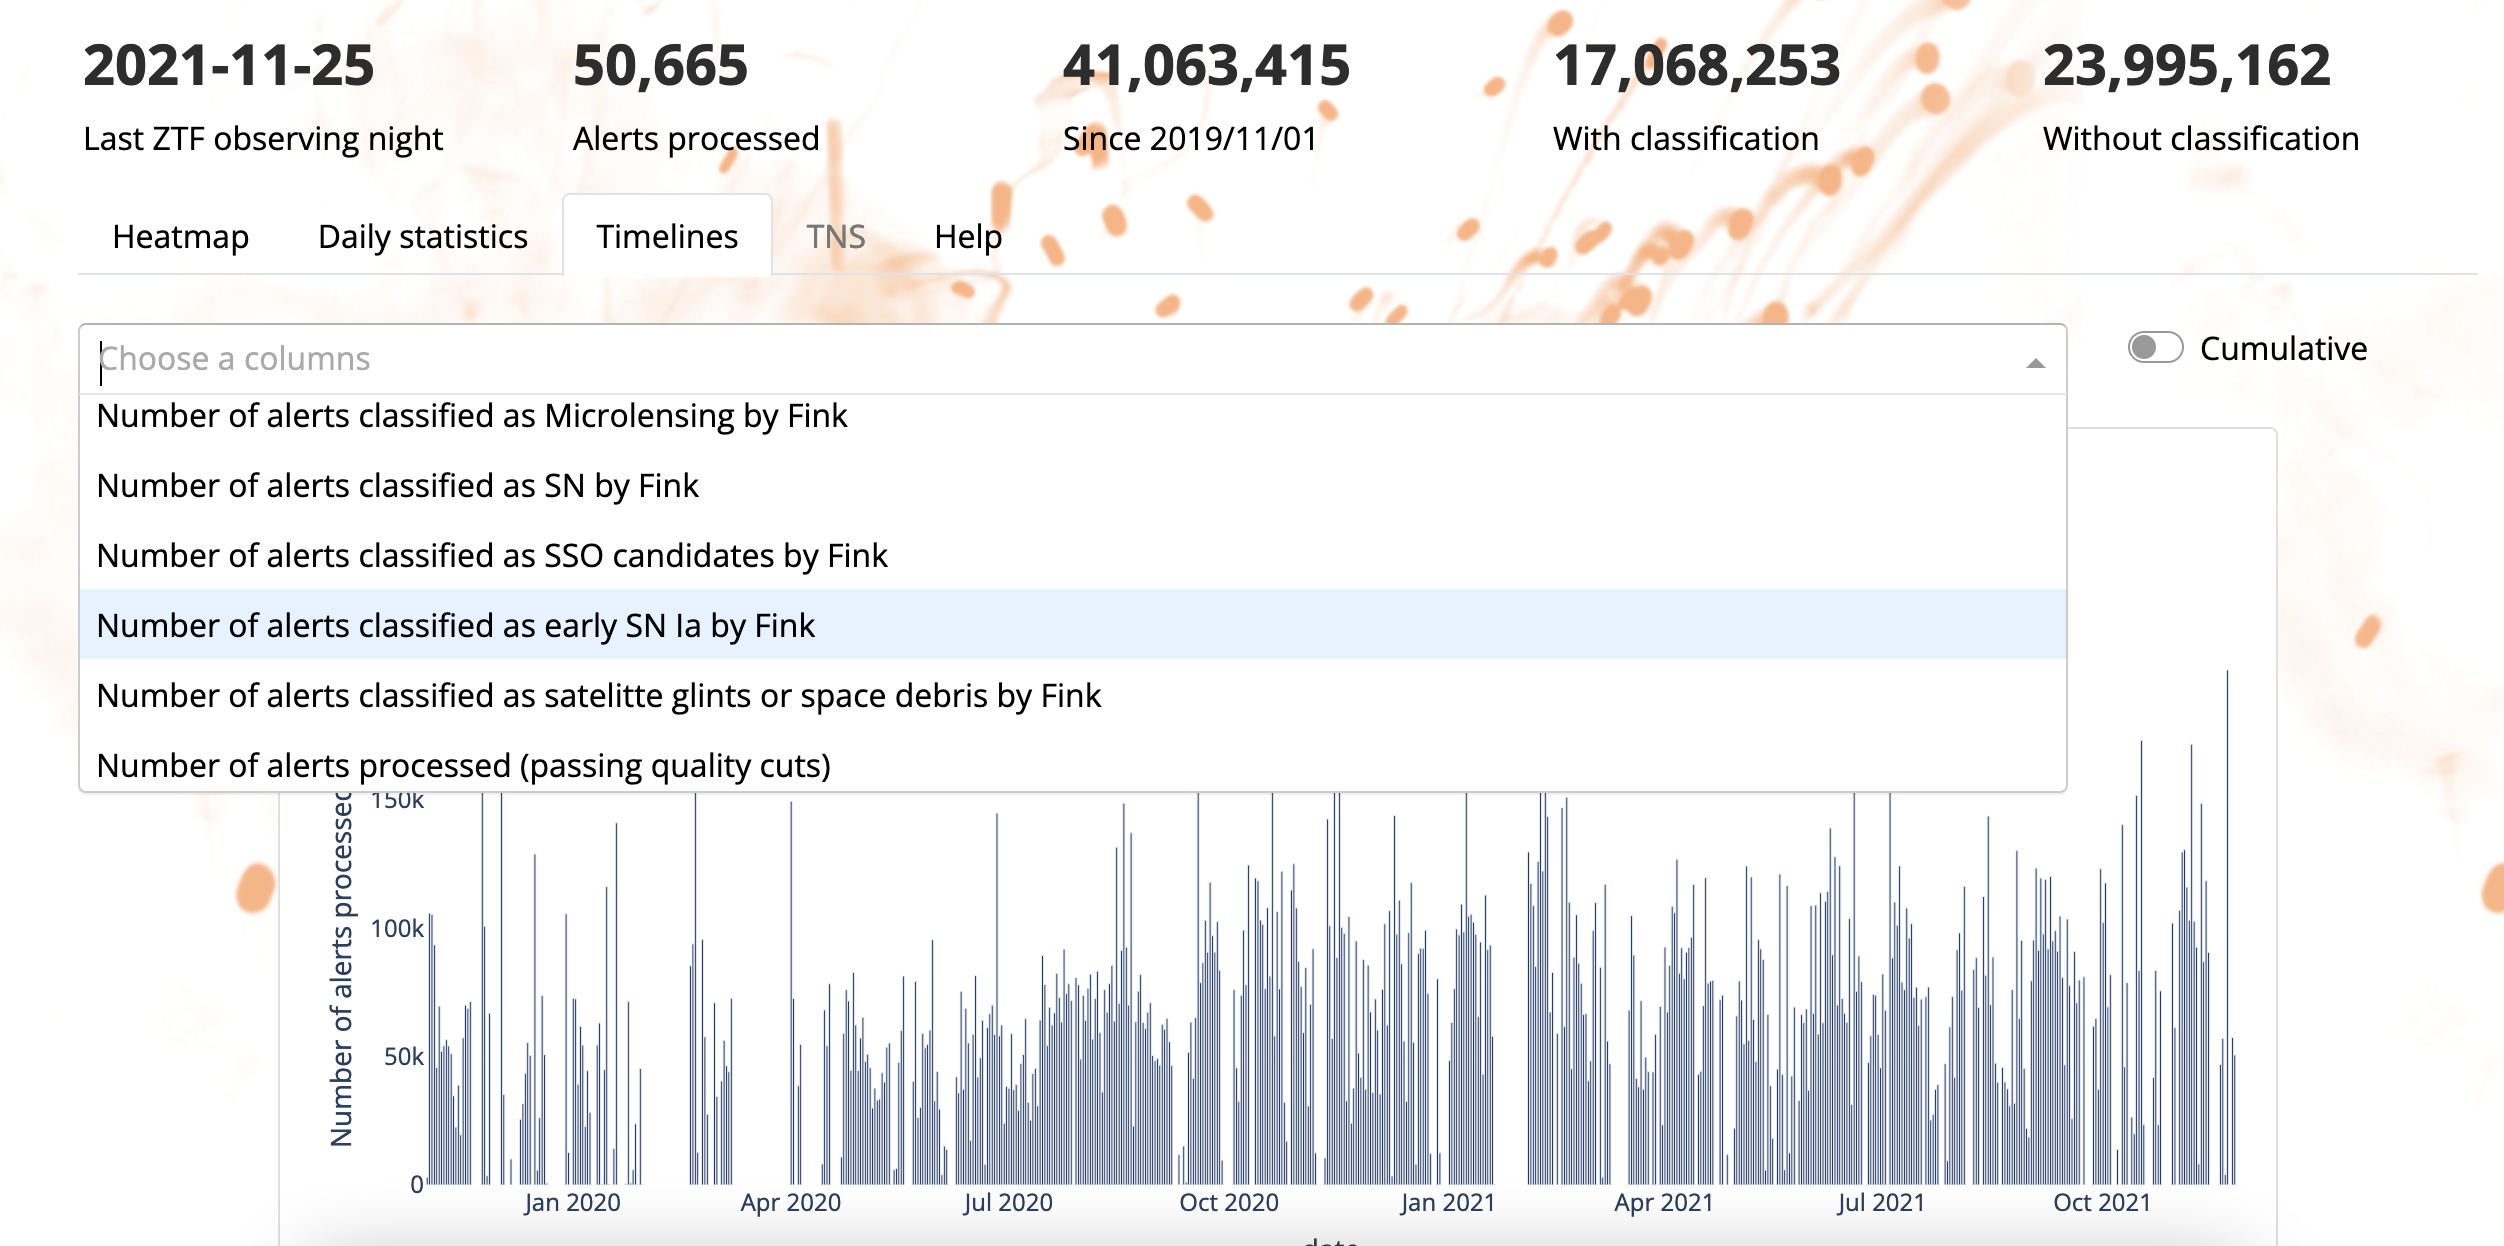 2021-11-25 50,665 41,063,415 17,068,253 23,995,162
Last ZTF observing night Alerts processed Since 2019/11/01 With classification Without classification
Heatmap Daily statistics Timelines TNS Help
Choose a columns
Cumulative
Number of alerts classified as Microlensing by Fink
Number of alerts classified as SN by Fink
Number of alerts classified as SSO candidates by Fink
Number of alerts classified as early SN Ia by Fink
Number of alerts classified as satelitte glints or space debris by Fink
Number of alerts processed (passing quality cuts)
Number of alerts processed
150k
100k
50k
0
Jan 2020 Apr 2020 Jul 2020 Oct 2020 Jan 2021 Apr 2021 Jul 2021 Oct 2021
date